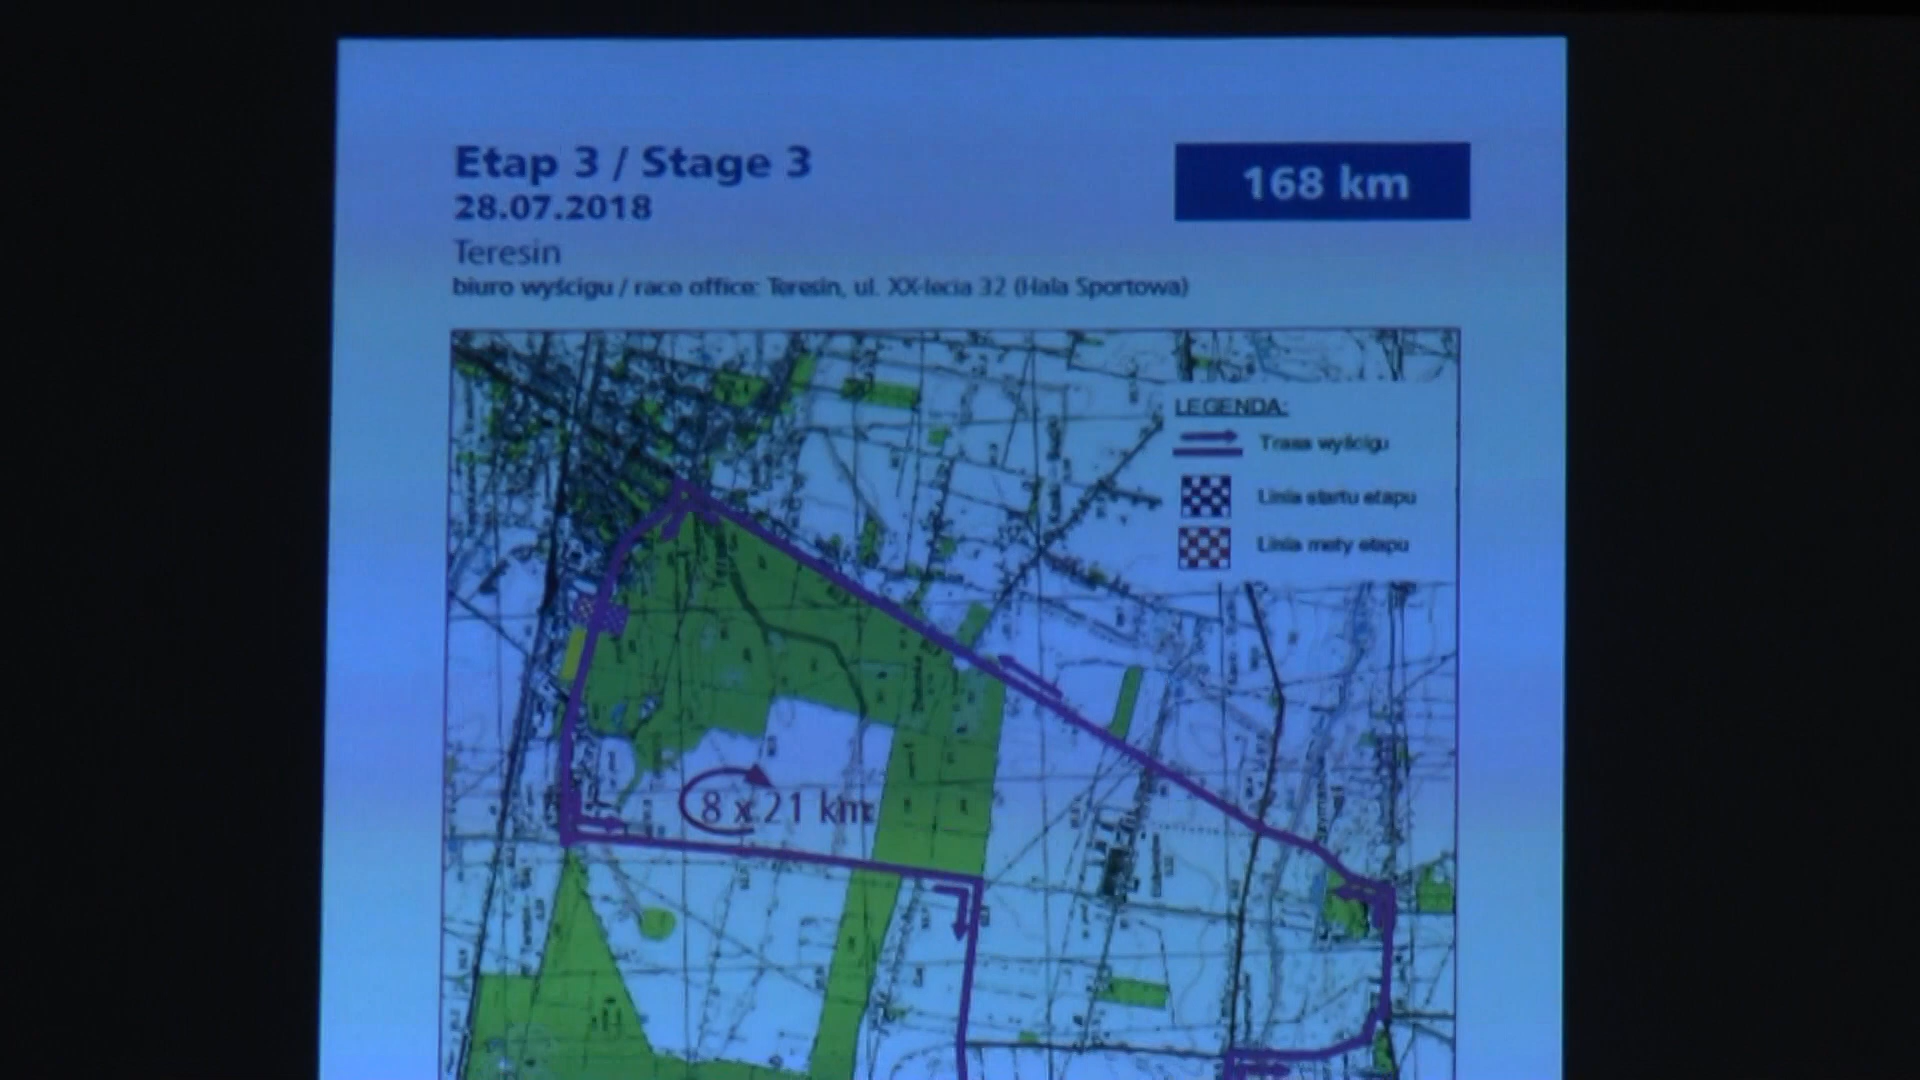 Etap 3 / Stage 3
168 km
28.07.2018
Teresin
biuro wyścigu / race office: Teresin, ul. XX-lecia 32 (Hala Sportowa)
LEGENDA:
Trasa wyścigu
Linia startu etapu
Linia mety etapu
8 x 21 km